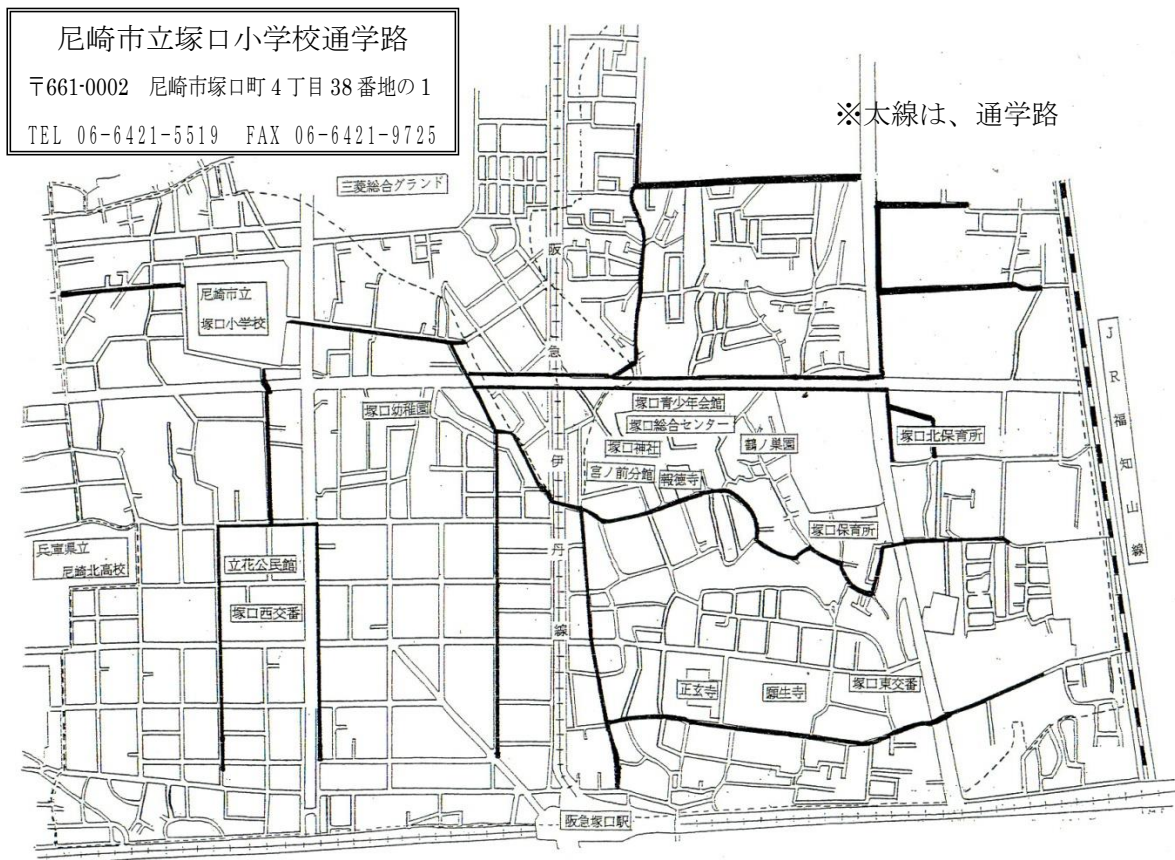 尼崎市立塚口小学校通学路
〒661-0002 尼崎市塚口町4丁目38番地の1
TEL 06-6421-5519 FAX 06-6421-9725
※太線は、通学路
三菱総合グランド
尼崎市立
塚口小学校
阪急伊丹線
JR福知山線
塚口幼稚園
塚口青少年会館
塚口総合センター
塚口神社
鶴ノ巣園
塚口北保育所
宮ノ前分館
報徳寺
塚口保育所
兵庫県立
尼崎北高校
立花公民館
塚口西交番
正玄寺
願生寺
塚口東交番
阪急塚口駅